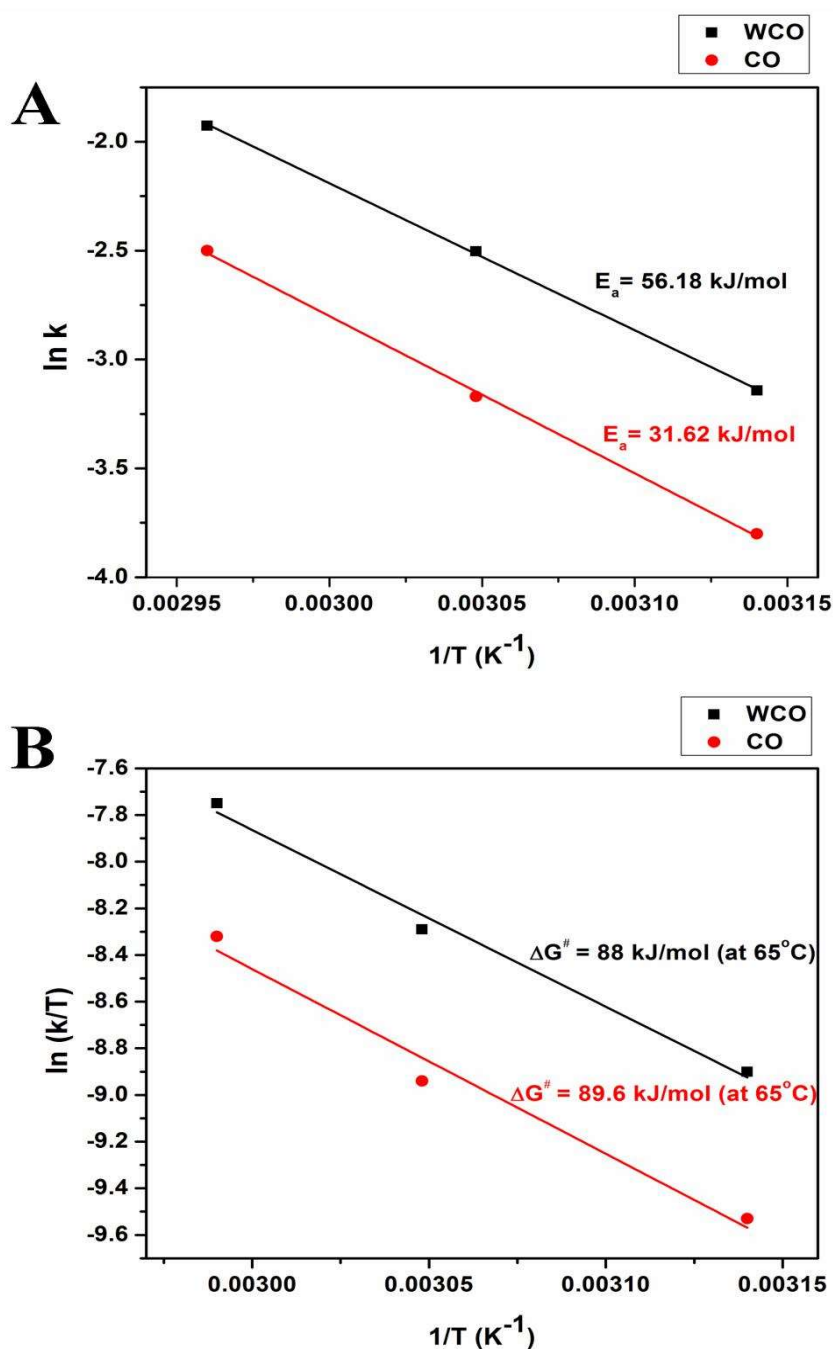 WCO
CO
A
-2.0
-2.5
-3.0
-3.5
-4.0
ln k
Eₐ= 56.18 kJ/mol
Eₐ= 31.62 kJ/mol
0.00295 0.00300 0.00305 0.00310 0.00315
1/T (K⁻¹)
WCO
CO
B
-7.6
-7.8
-8.0
-8.2
-8.4
-8.6
-8.8
-9.0
-9.2
-9.4
-9.6
ln (k/T)
ΔG^# = 88 kJ/mol (at 65°C)
ΔG^# = 89.6 kJ/mol (at 65°C)
0.00300 0.00305 0.00310 0.00315
1/T (K⁻¹)